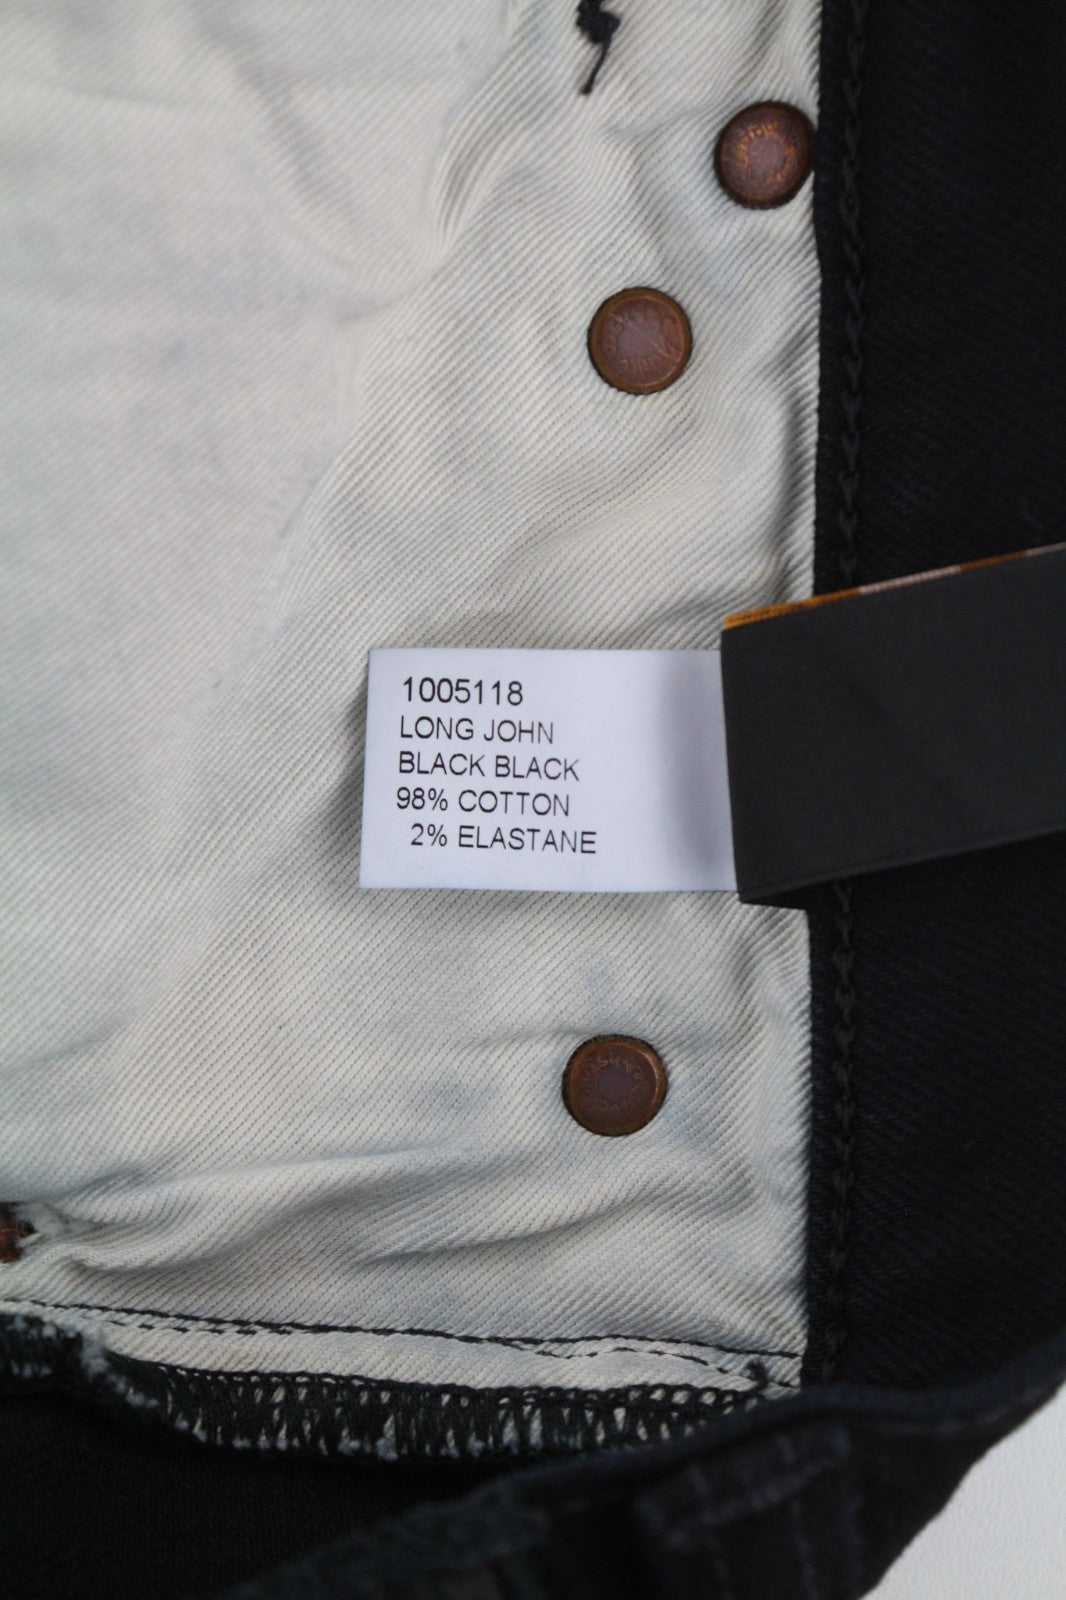 1005118
LONG JOHN
BLACK BLACK
98% COTTON
2% ELASTANE